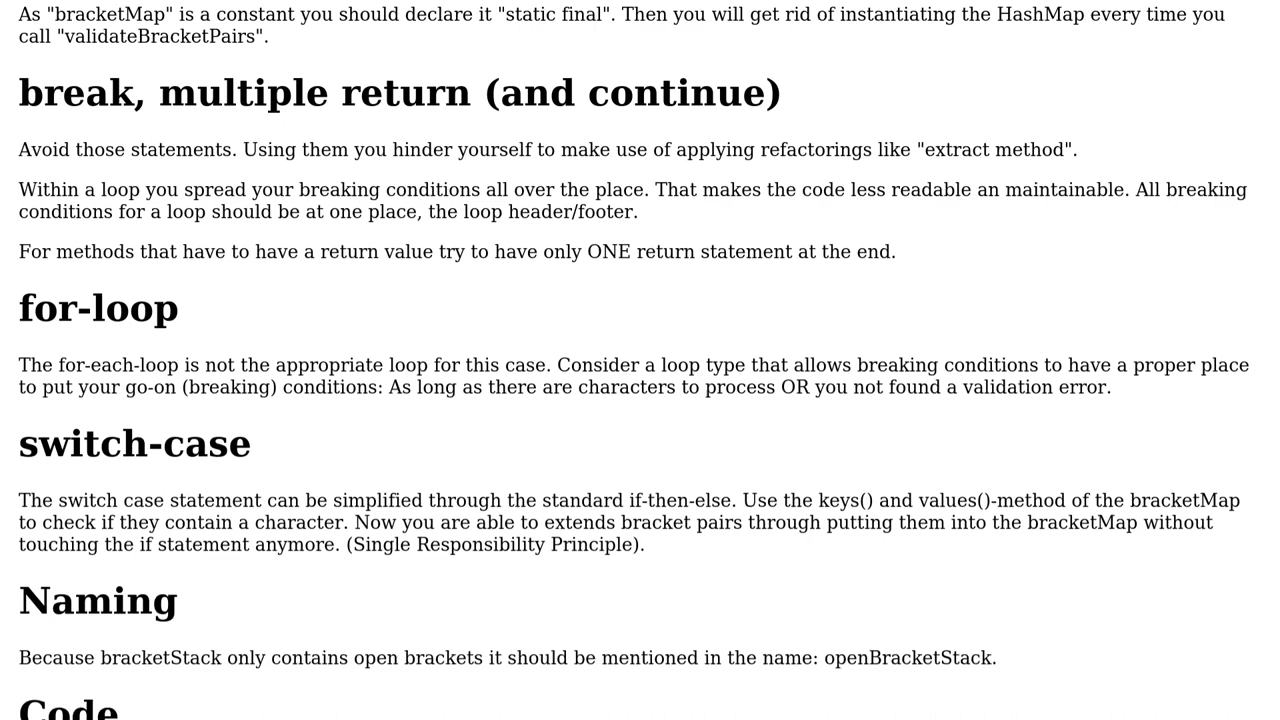 As "bracketMap" is a constant you should declare it "static final". Then you will get rid of instantiating the HashMap every time you
call "validateBracketPairs".
break, multiple return (and continue)
Avoid those statements. Using them you hinder yourself to make use of applying refactorings like "extract method".
Within a loop you spread your breaking conditions all over the place. That makes the code less readable an maintainable. All breaking
conditions for a loop should be at one place, the loop header/footer.
For methods that have to have a return value try to have only ONE return statement at the end.
for-loop
The for-each-loop is not the appropriate loop for this case. Consider a loop type that allows breaking conditions to have a proper place
to put your go-on (breaking) conditions: As long as there are characters to process OR you not found a validation error.
switch-case
The switch case statement can be simplified through the standard if-then-else. Use the keys() and values()-method of the bracketMap
to check if they contain a character. Now you are able to extends bracket pairs through putting them into the bracketMap without
touching the if statement anymore. (Single Responsibility Principle).
Naming
Because bracketStack only contains open brackets it should be mentioned in the name: openBracketStack.
Code